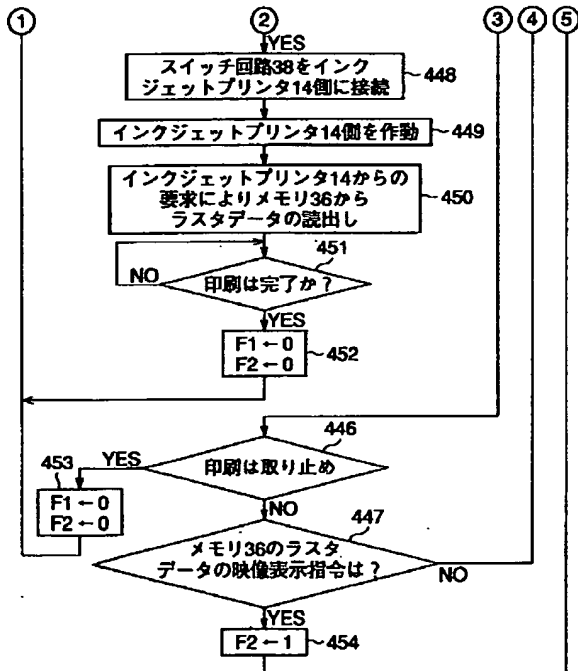 ① ② ③ ④ ⑤
YES
スイッチ回路38をインク
ジェットプリンタ14側に接続
448
インクジェットプリンタ14側を作動
449
インクジェットプリンタ14からの
要求によりメモリ36から
ラスタデータの読出し
450
451
NO
印刷は完了か?
YES
F1←0
F2←0
452
446
YES
印刷は取り止め
453
F1←0
F2←0
NO
447
メモリ36のラスタ
データの映像表示指令は?
NO
YES
F2←1
454